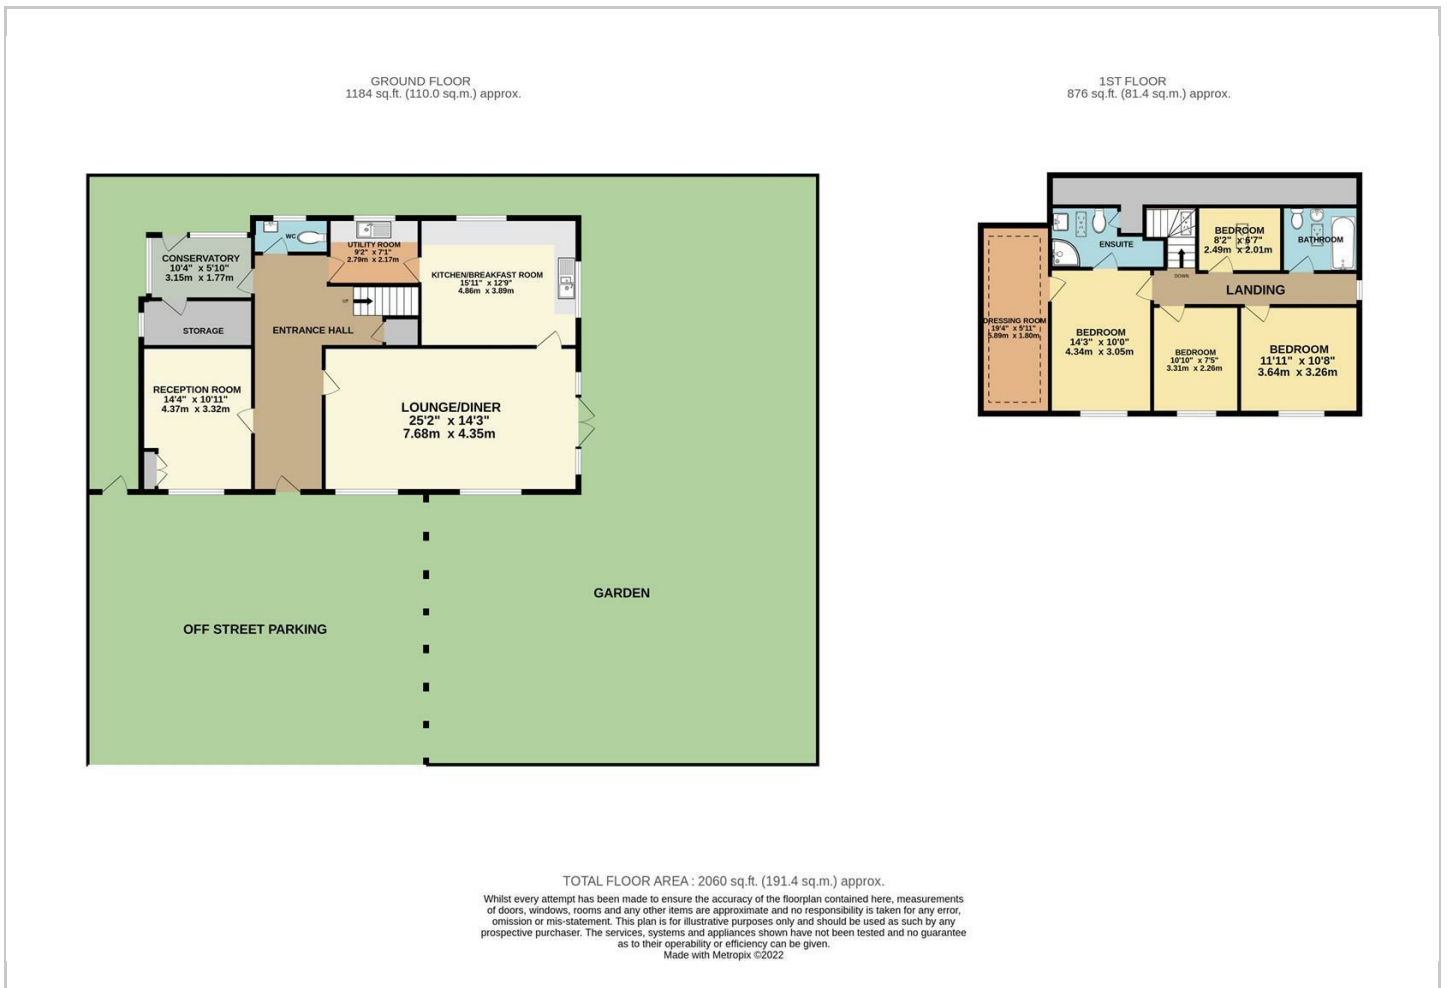 GROUND FLOOR
1184 sq.ft. (110.0 sq.m.) approx.
1ST FLOOR
876 sq.ft. (81.4 sq.m.) approx.
WC
UTILITY ROOM
9'2" x 7'1"
2.79m x 2.17m
CONSERVATORY
10'4" x 5'10"
3.15m x 1.77m
KITCHEN/BREAKFAST ROOM
15'11" x 12'9"
4.86m x 3.89m
UP
STORAGE
ENTRANCE HALL
RECEPTION ROOM
14'4" x 10'11"
4.37m x 3.32m
LOUNGE/DINER
25'2" x 14'3"
7.68m x 4.35m
GARDEN
OFF STREET PARKING
ENSUITE
BEDROOM
8'2" x 6'7"
2.49m x 2.01m
BATHROOM
DOWN
LANDING
DRESSING ROOM
19'4" x 5'11"
5.89m x 1.80m
BEDROOM
14'3" x 10'0"
4.34m x 3.05m
BEDROOM
10'10" x 7'5"
3.31m x 2.26m
BEDROOM
11'11" x 10'8"
3.64m x 3.26m
TOTAL FLOOR AREA : 2060 sq.ft. (191.4 sq.m.) approx.
Whilst every attempt has been made to ensure the accuracy of the floorplan contained here, measurements
of doors, windows, rooms and any other items are approximate and no responsibility is taken for any error,
omission or mis-statement. This plan is for illustrative purposes only and should be used as such by any
prospective purchaser. The services, systems and appliances shown have not been tested and no guarantee
as to their operability or efficiency can be given.
Made with Metropix ©2022